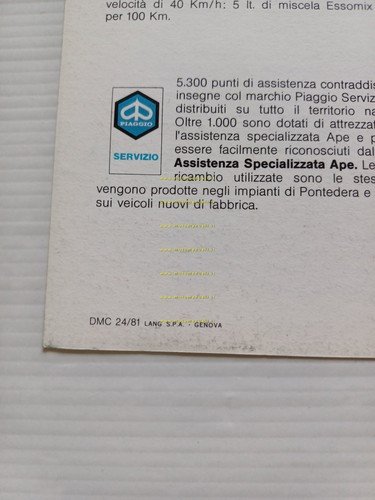 velocità di 40 Km/h: 5 lt. di miscela Essomix
per 100 Km.
PIAGGIO
SERVIZIO
5.300 punti di assistenza contraddis
insegne col marchio Piaggio Serviz
distribuiti su tutto il territorio na
Oltre 1.000 sono dotati di attrezzat
l'assistenza specializzata Ape e p
essere facilmente riconosciuti dal
Assistenza Specializzata Ape. Le
ricambio utilizzate sono le stes
vengono prodotte negli impianti di Pontedera e
sui veicoli nuovi di fabbrica.
DMC 24/81 LANG S.P.A. - GENOVA